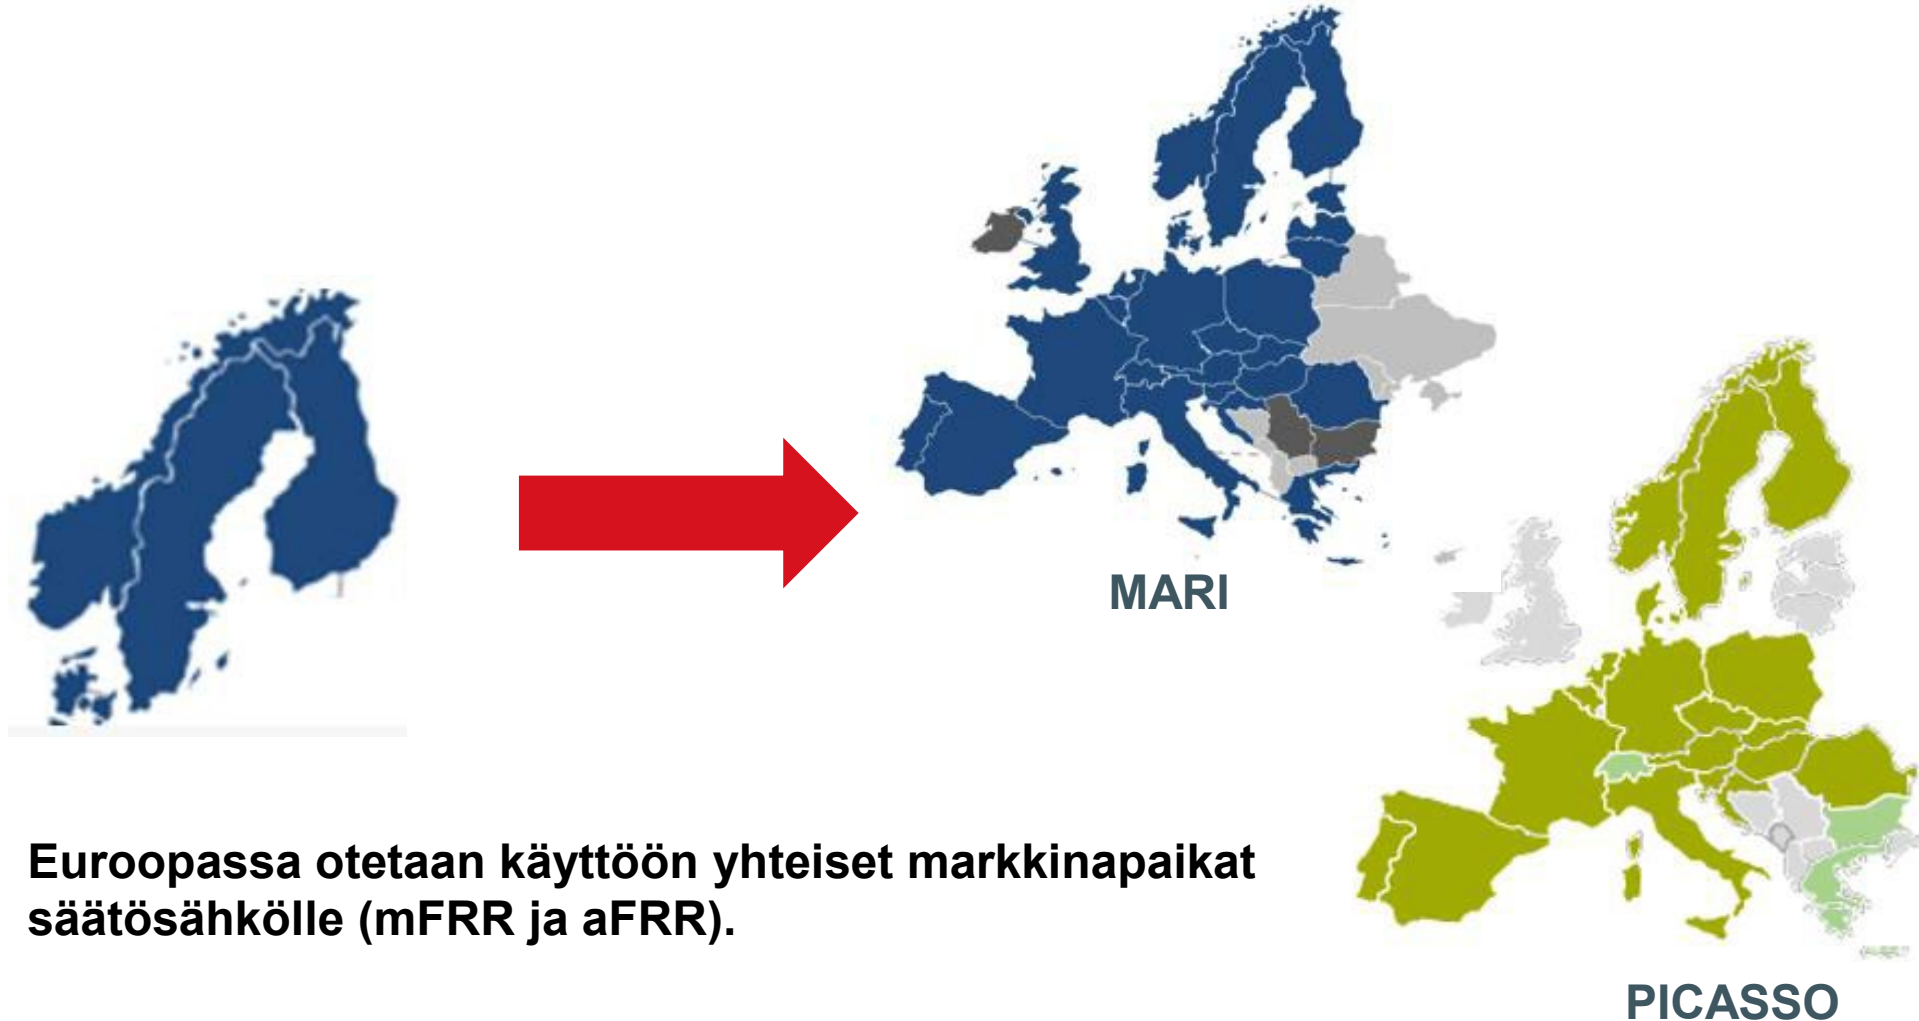 MARI
Euroopassa otetaan käyttöön yhteiset markkinapaikat
säätösähkölle (mFRR ja aFRR).
PICASSO